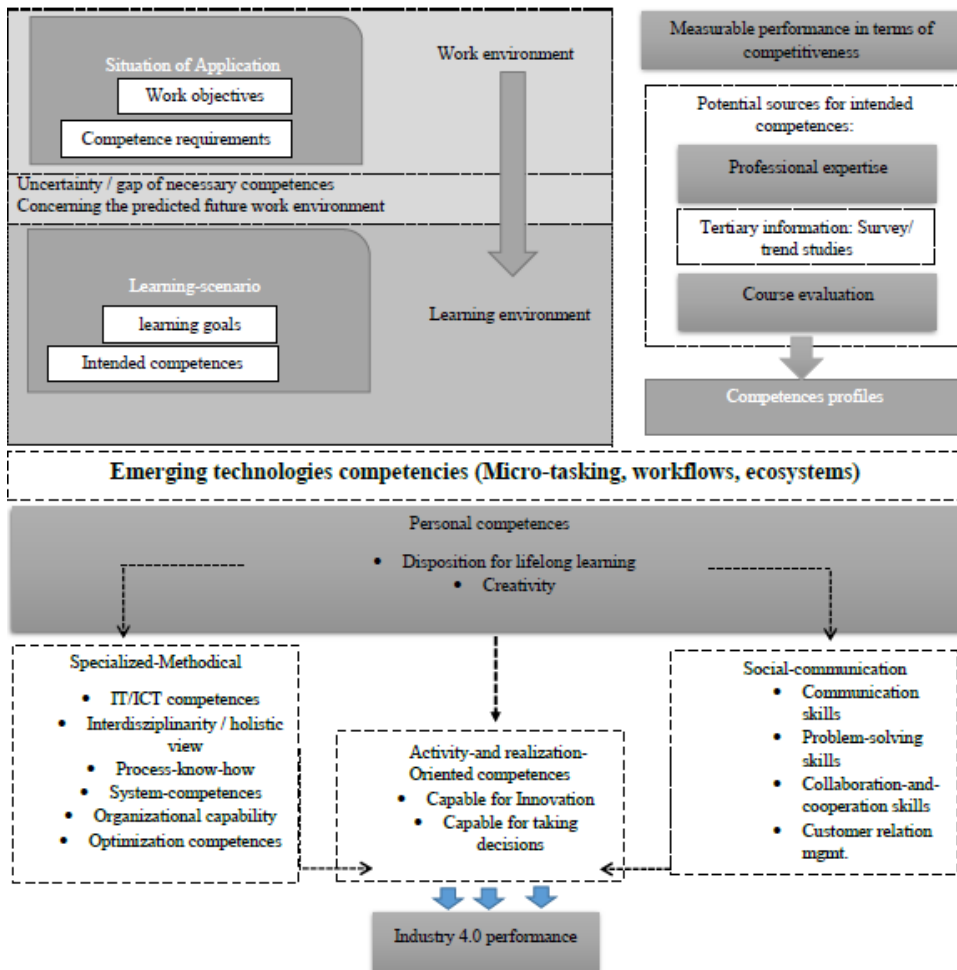 Situation of Application
Work objectives
Competence requirements
Work environment
Uncertainty / gap of necessary competences
Concerning the predicted future work environment
Learning-scenario
learning goals
Intended competences
Learning environment
Measurable performance in terms of
competitiveness
Potential sources for intended
competences:
Professional expertise
Tertiary information: Survey/
trend studies
Course evaluation
Competences profiles
Emerging technologies competencies (Micro-tasking, workflows, ecosystems)
Personal competences
• Disposition for lifelong learning
• Creativity
Specialized-Methodical
• IT/ICT competences
• Interdisziplinarity / holistic
view
• Process-know-how
• System-competences
• Organizational capability
• Optimization competences
Activity-and realization-
Oriented competences
• Capable for Innovation
• Capable for taking
decisions
Social-communication
• Communication
skills
• Problem-solving
skills
• Collaboration-and-
cooperation skills
• Customer relation
mgmt.
Industry 4.0 performance